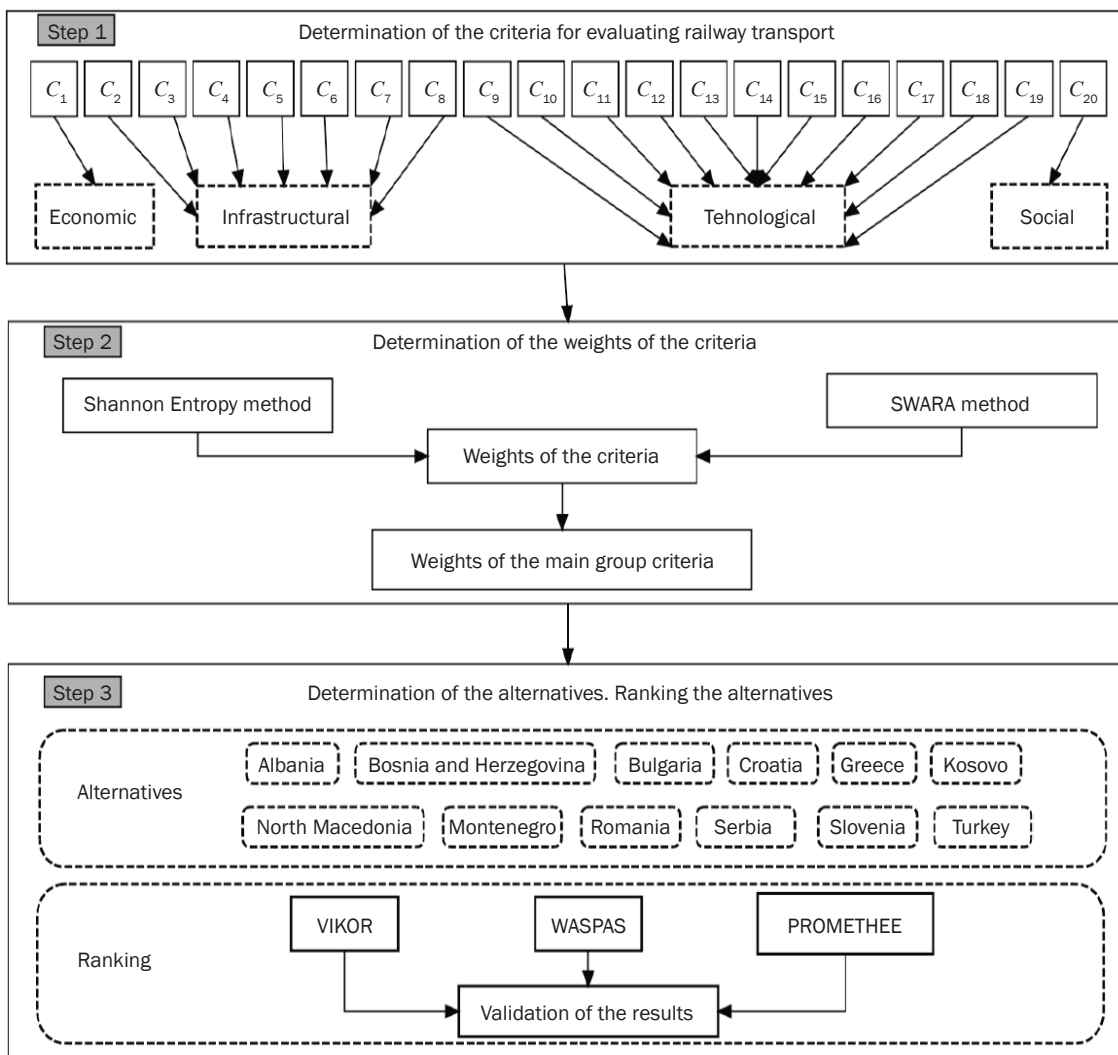 Step 1
Determination of the criteria for evaluating railway transport
C₁ C₂ C₃ C₄ C₅ C₆ C₇ C₈ C₉ C₁₀ C₁₁ C₁₂ C₁₃ C₁₄ C₁₅ C₁₆ C₁₇ C₁₈ C₁₉ C₂₀
Economic Infrastructural Tehnological Social
Step 2
Determination of the weights of the criteria
Shannon Entropy method SWARA method
Weights of the criteria
Weights of the main group criteria
Step 3
Determination of the alternatives. Ranking the alternatives
Alternatives
Albania Bosnia and Herzegovina Bulgaria Croatia Greece Kosovo
North Macedonia Montenegro Romania Serbia Slovenia Turkey
Ranking
VIKOR WASPAS PROMETHEE
Validation of the results